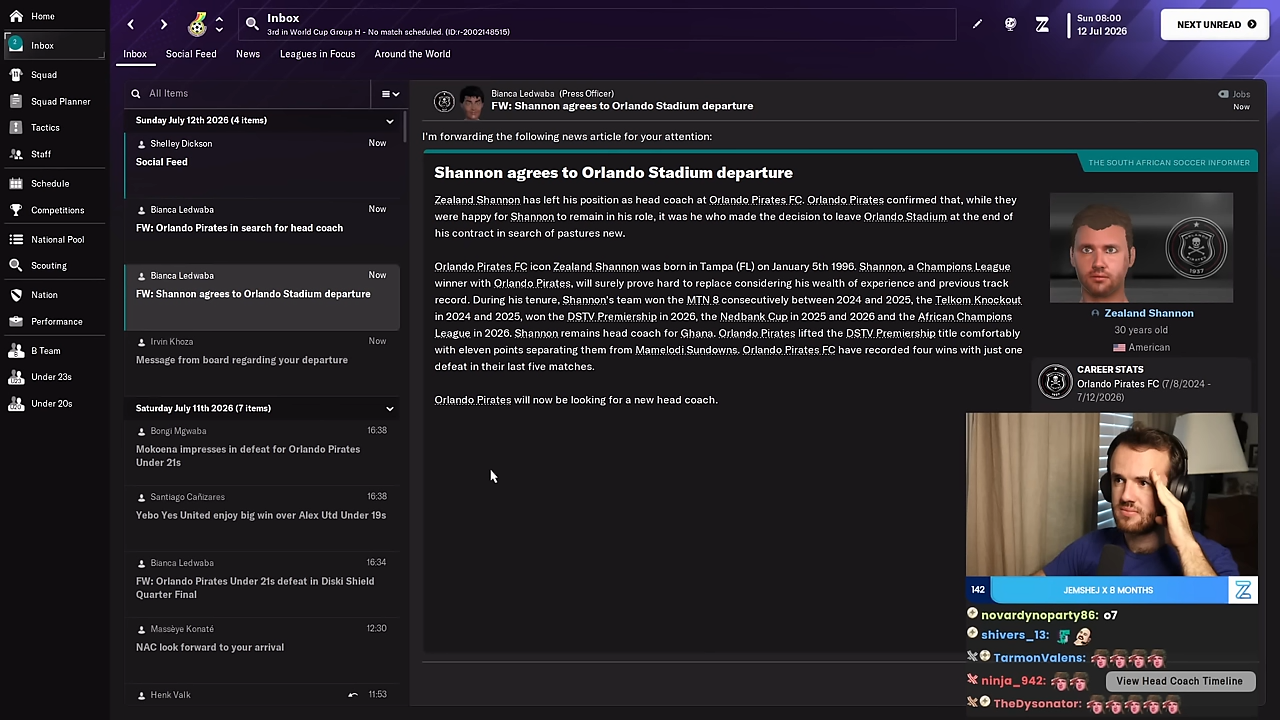 Home
Inbox
3rd in World Cup Group H - No match scheduled. (ID:r-2002148515)
Sun 08:00
12 Jul 2026
NEXT UNREAD
2
Inbox
Squad
Squad Planner
Tactics
Staff
Schedule
Competitions
National Pool
Scouting
Nation
Performance
B Team
Under 23s
Under 20s
Inbox
Social Feed
News
Leagues in Focus
Around the World
All Items
Sunday July 12th 2026 (4 items)
Shelley Dickson
Now
Social Feed
Bianca Ledwaba
Now
FW: Orlando Pirates in search for head coach
Bianca Ledwaba
Now
FW: Shannon agrees to Orlando Stadium departure
Irvin Khoza
Now
Message from board regarding your departure
Saturday July 11th 2026 (7 items)
Bongi Mgwaba
16:38
Mokoena impresses in defeat for Orlando Pirates
Under 21s
Santiago Cañizares
16:38
Yebo Yes United enjoy big win over Alex Utd Under 19s
Bianca Ledwaba
16:34
FW: Orlando Pirates Under 21s defeat in Diski Shield
Quarter Final
Massèye Konaté
12:30
NAC look forward to your arrival
Henk Valk
11:53
Bianca Ledwaba (Press Officer)
FW: Shannon agrees to Orlando Stadium departure
Jobs
Now
I'm forwarding the following news article for your attention:
THE SOUTH AFRICAN SOCCER INFORMER
Shannon agrees to Orlando Stadium departure
Zealand Shannon has left his position as head coach at Orlando Pirates FC. Orlando Pirates confirmed that, while they
were happy for Shannon to remain in his role, it was he who made the decision to leave Orlando Stadium at the end of
his contract in search of pastures new.
Orlando Pirates FC icon Zealand Shannon was born in Tampa (FL) on January 5th 1996. Shannon, a Champions League
winner with Orlando Pirates, will surely prove hard to replace considering his wealth of experience and previous track
record. During his tenure, Shannon's team won the MTN 8 consecutively between 2024 and 2025, the Telkom Knockout
in 2024 and 2025, won the DSTV Premiership in 2026, the Nedbank Cup in 2025 and 2026 and the African Champions
League in 2026. Shannon remains head coach for Ghana. Orlando Pirates lifted the DSTV Premiership title comfortably
with eleven points separating them from Mamelodi Sundowns. Orlando Pirates FC have recorded four wins with just one
defeat in their last five matches.
Orlando Pirates will now be looking for a new head coach.
1937
Zealand Shannon
30 years old
American
CAREER STATS
Orlando Pirates FC (7/8/2024 -
7/12/2026)
142
JEMSHEJ X 8 MONTHS
novardynoparty86: o7
shivers_13:
TarmonValens:
ninja_942:
View Head Coach Timeline
TheDysonator: